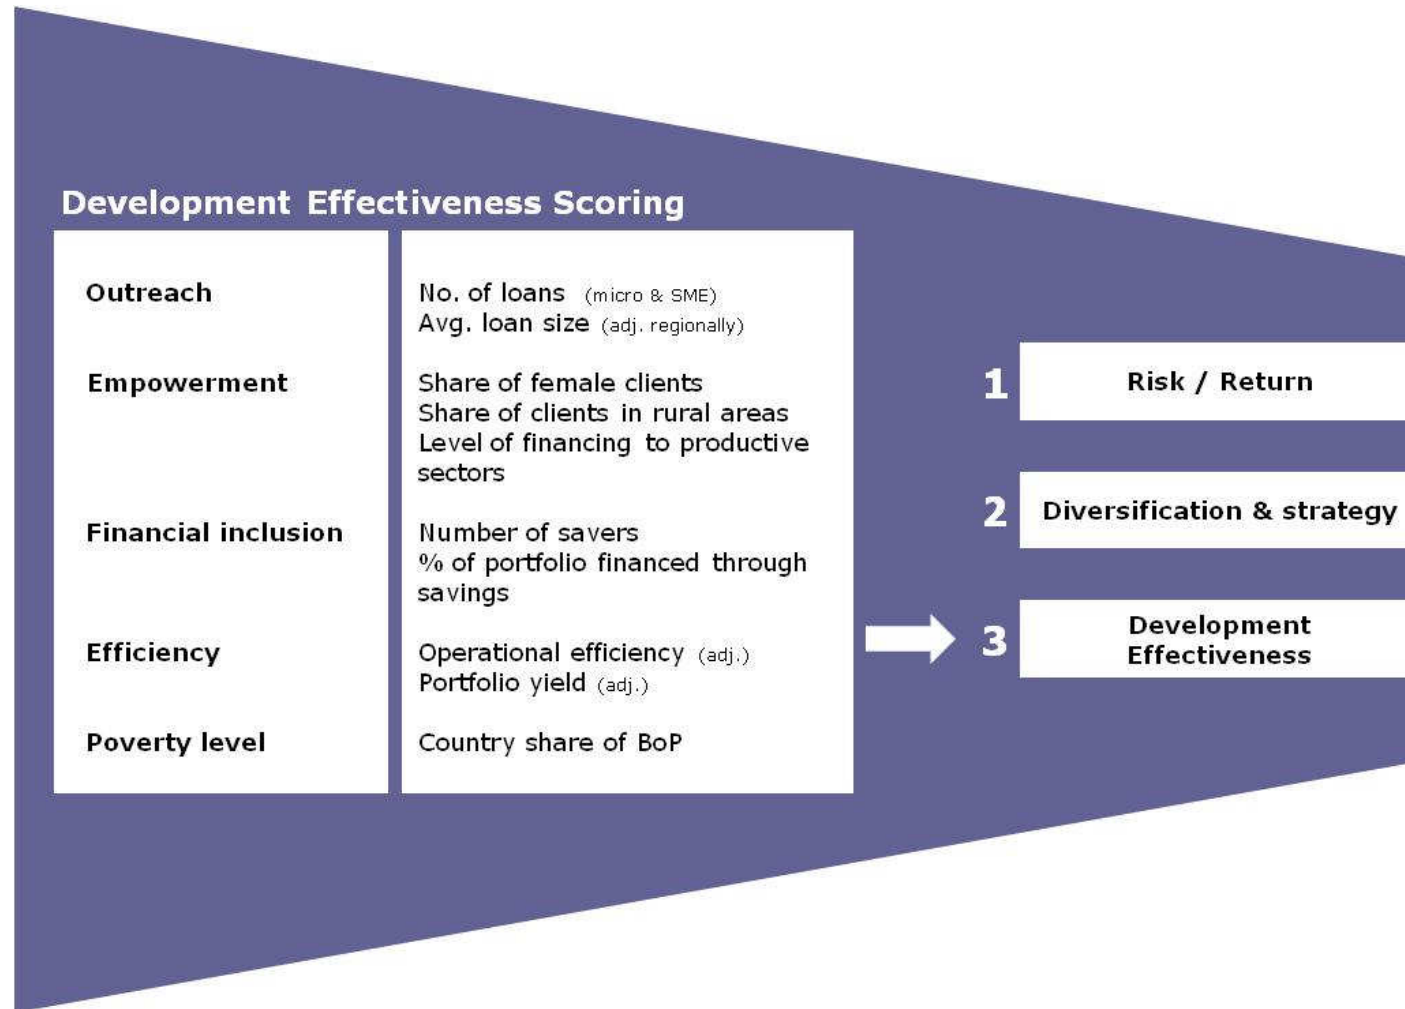 Development Effectiveness Scoring
Outreach
No. of loans (micro & SME)
Avg. loan size (adj. regionally)
Empowerment
Share of female clients
Share of clients in rural areas
Level of financing to productive
sectors
Financial inclusion
Number of savers
% of portfolio financed through
savings
Efficiency
Operational efficiency (adj.)
Portfolio yield (adj.)
Poverty level
Country share of BoP
1 Risk / Return
2 Diversification & strategy
3 Development
Effectiveness